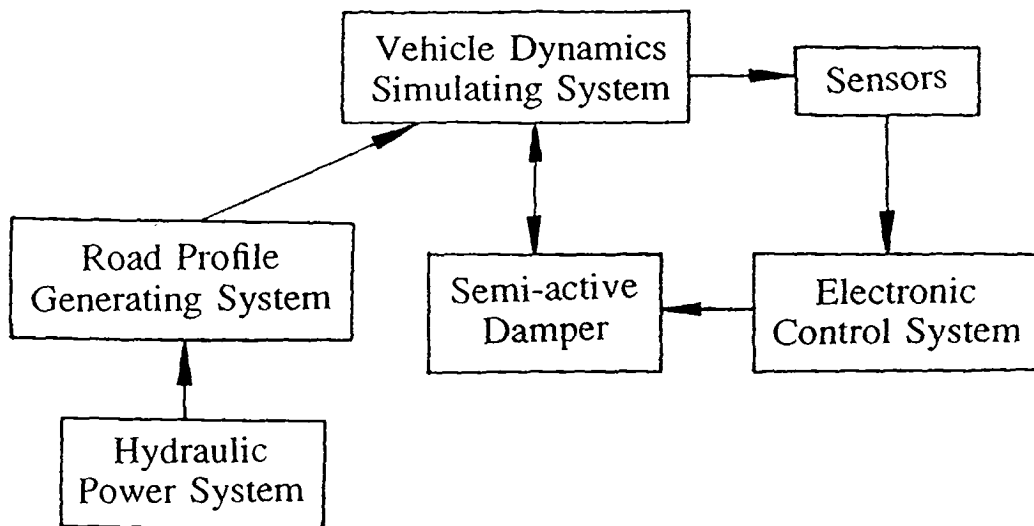 Vehicle Dynamics
Simulating System
Sensors
Road Profile
Generating System
Semi-active
Damper
Electronic
Control System
Hydraulic
Power System